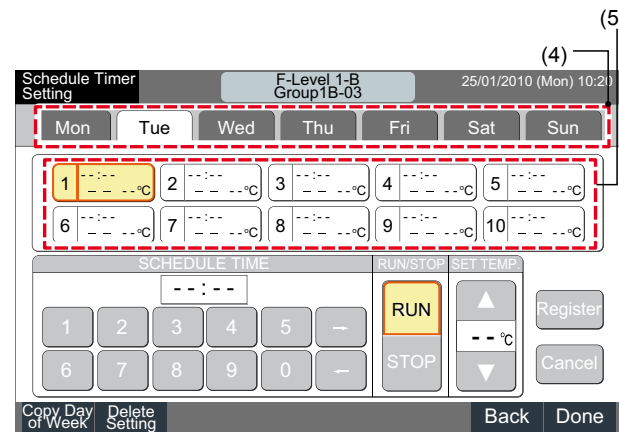 (5
(4)
Schedule Timer
Setting
F-Level 1-B
Group1B-03
25/01/2010 (Mon) 10:20
Mon Tue Wed Thu Fri Sat Sun
1 --:-- -- --℃ 2 --:-- -- --℃ 3 --:-- -- --℃ 4 --:-- -- --℃ 5 --:-- -- --℃
6 --:-- -- --℃ 7 --:-- -- --℃ 8 --:-- -- --℃ 9 --:-- -- --℃ 10 --:-- -- --℃
SCHEDULE TIME RUN/STOP SET TEMP.
--:--
RUN
1 2 3 4 5 →
Register
-- ℃
6 7 8 9 0 ←
STOP
Cancel
Copy Day
of Week
Delete
Setting
Back Done